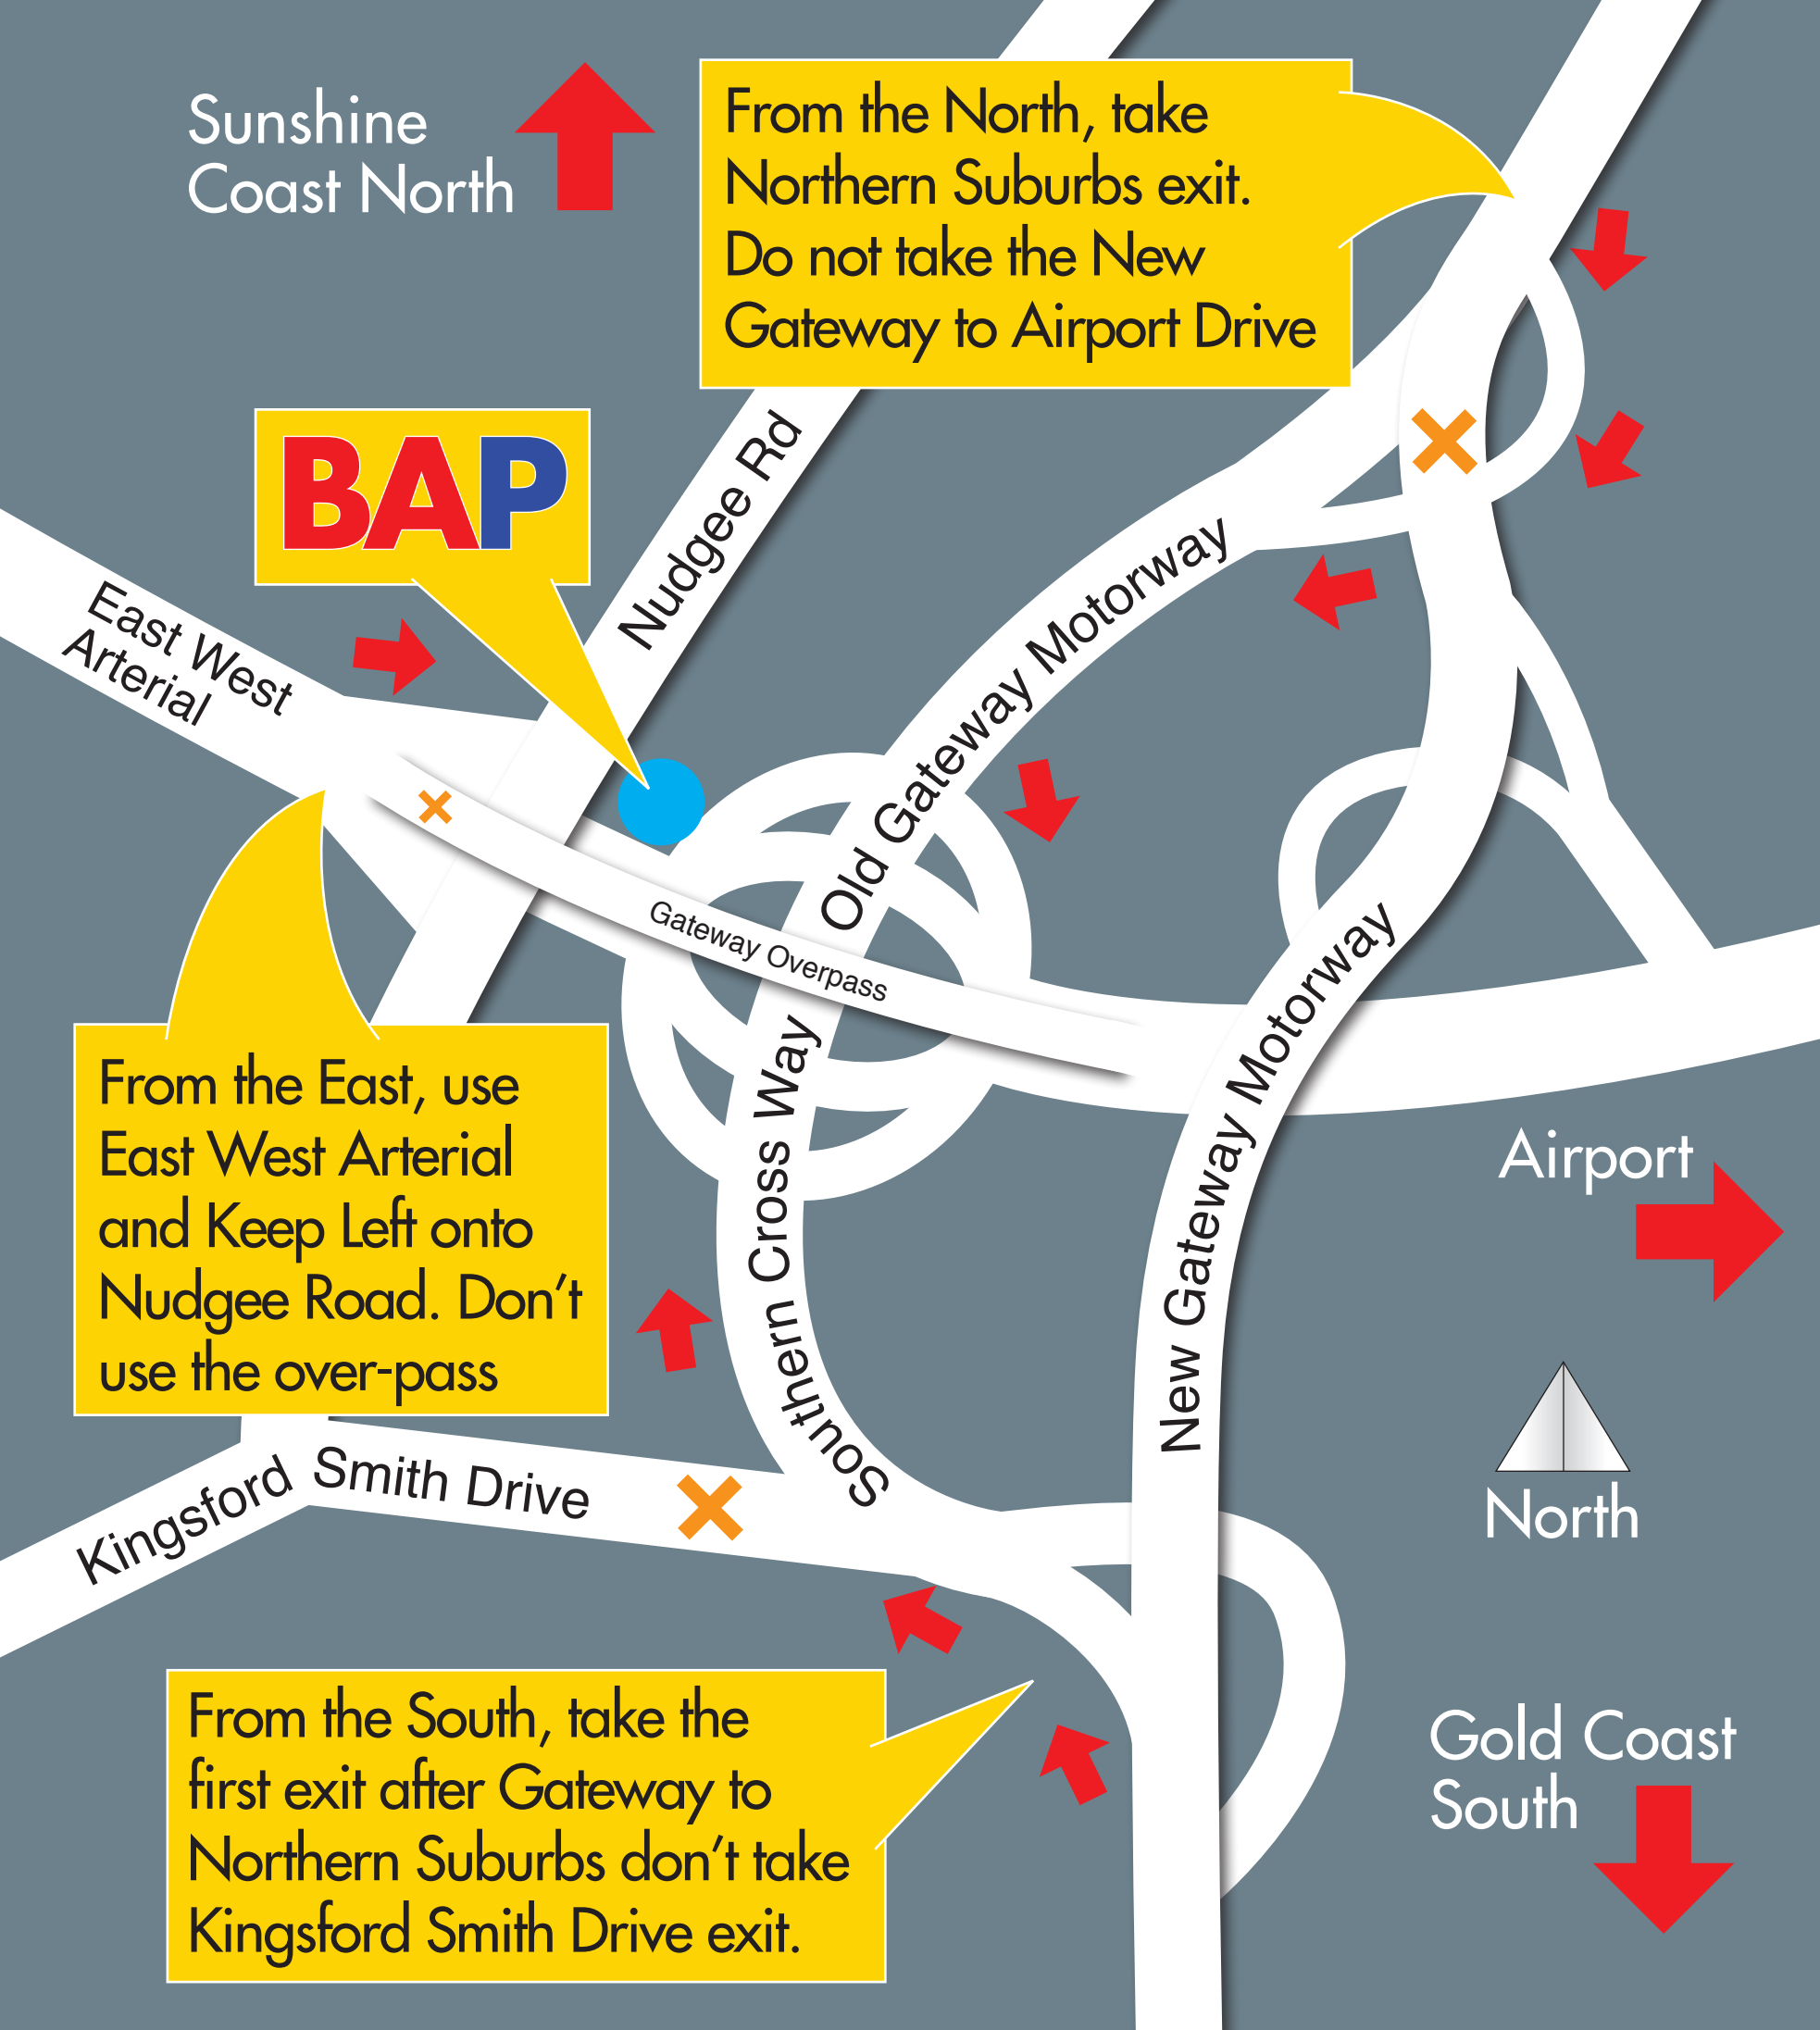 Sunshine
Coast North
From the North, take
Northern Suburbs exit.
Do not take the New
Gateway to Airport Drive
BAP
Nudgee Rd
East West
Arterial
Old Gateway Motorway
Gateway Overpass
Southern Cross Way
New Gateway Motorway
From the East, use
East West Arterial
and Keep Left onto
Nudgee Road. Don't
use the over-pass
Airport
North
Kingsford Smith Drive
From the South, take the
first exit after Gateway to
Northern Suburbs don't take
Kingsford Smith Drive exit.
Gold Coast
South